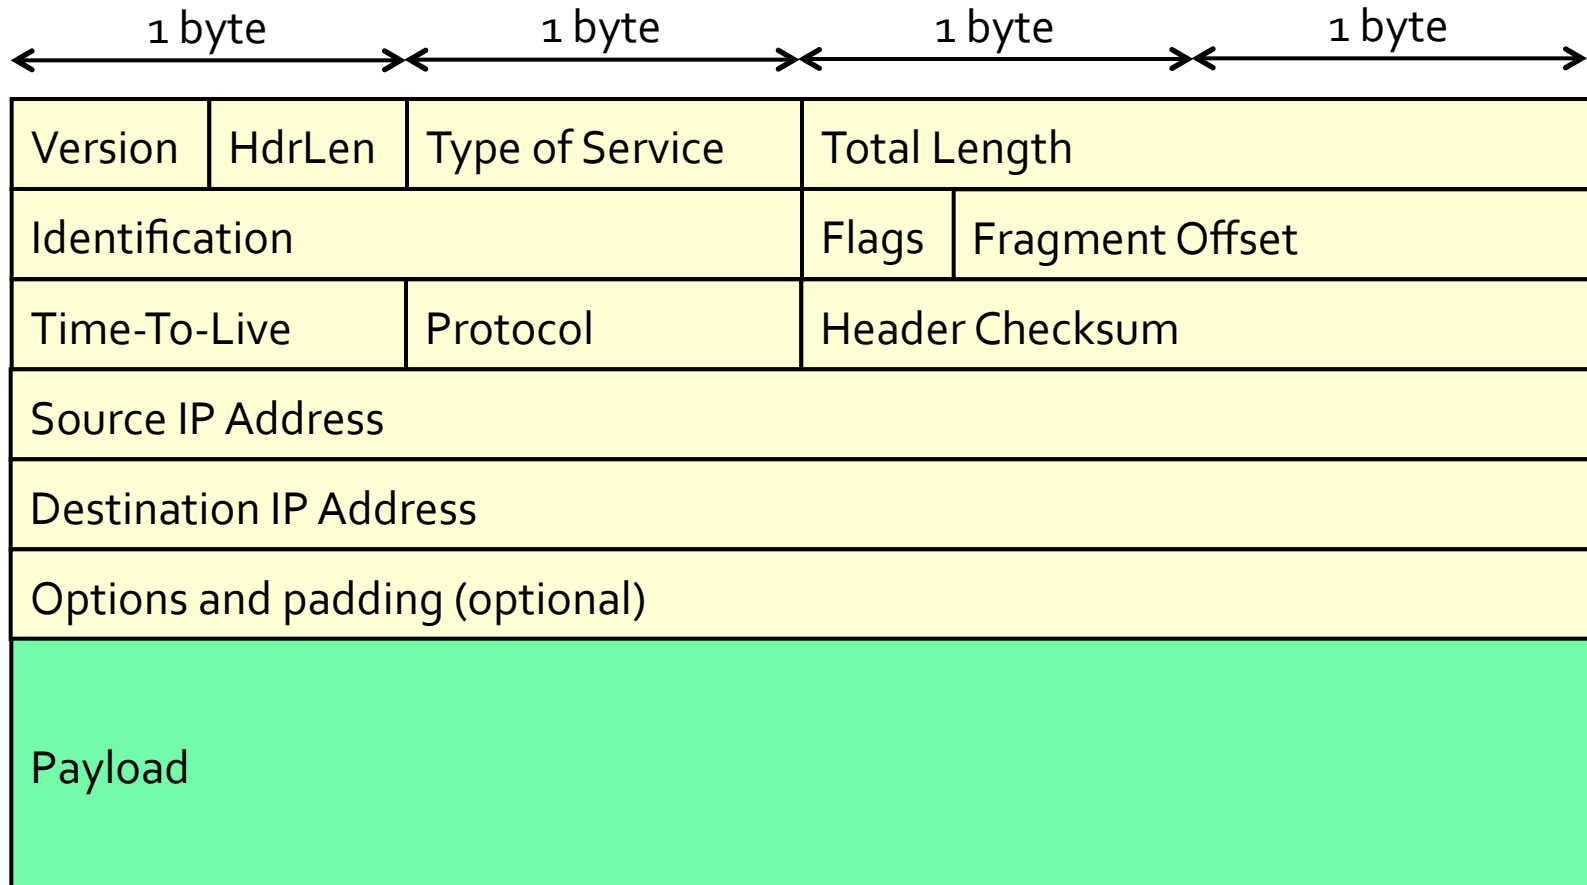 1 byte 1 byte 1 byte 1 byte
Version HdrLen Type of Service Total Length
Identification Flags Fragment Offset
Time-To-Live Protocol Header Checksum
Source IP Address
Destination IP Address
Options and padding (optional)
Payload